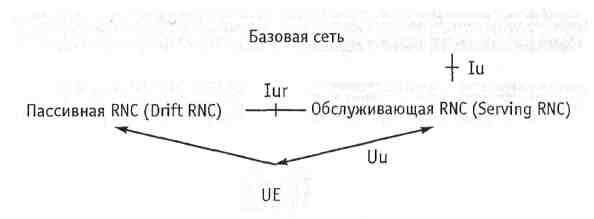 Базовая сеть
Iu
Iur
Пассивная RNC (Drift RNC)
Обслуживающая RNC (Serving RNC)
Uu
UE